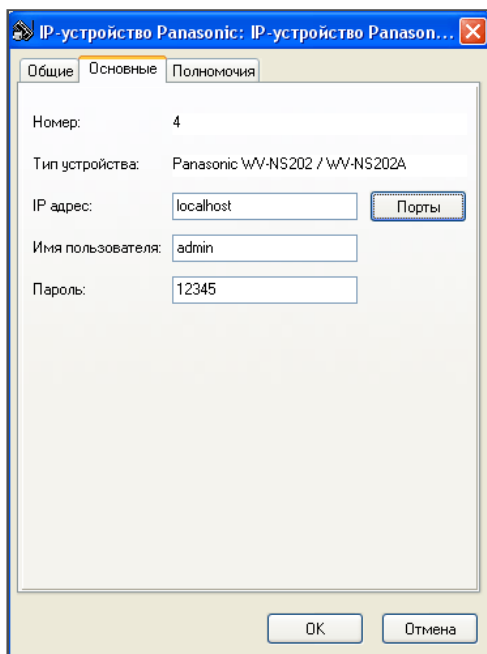 IP-устройство Panasonic: IP-устройство Panason...
Общие Основные Полномочия
Номер: 4
Тип устройства: Panasonic WV-NS202 / WV-NS202A
IP адрес: localhost Порты
Имя пользователя: admin
Пароль: 12345
OK Отмена